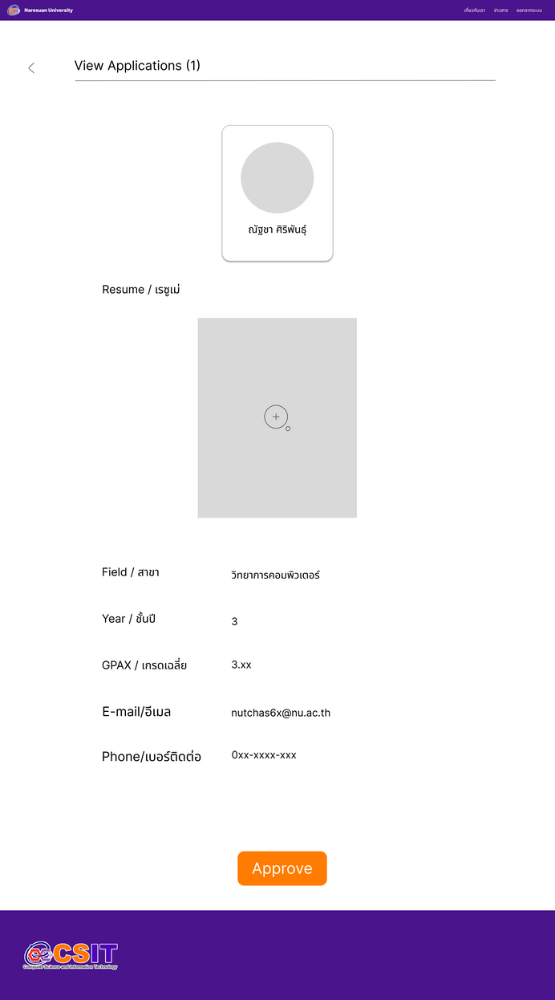 Naresuan University
เกี่ยวกับเรา ข่าวสาร ออกจากระบบ
View Applications (1)
ณัฐชา ศิริพันธุ์
Resume / เรซูเม่
Field / สาขา วิทยาการคอมพิวเตอร์
Year / ชั้นปี 3
GPAX / เกรดเฉลี่ย 3.xx
E-mail/อีเมล nutchas6x@nu.ac.th
Phone/เบอร์ติดต่อ 0xx-xxxx-xxx
Approve
CSIT
Computer Science and Information Technology